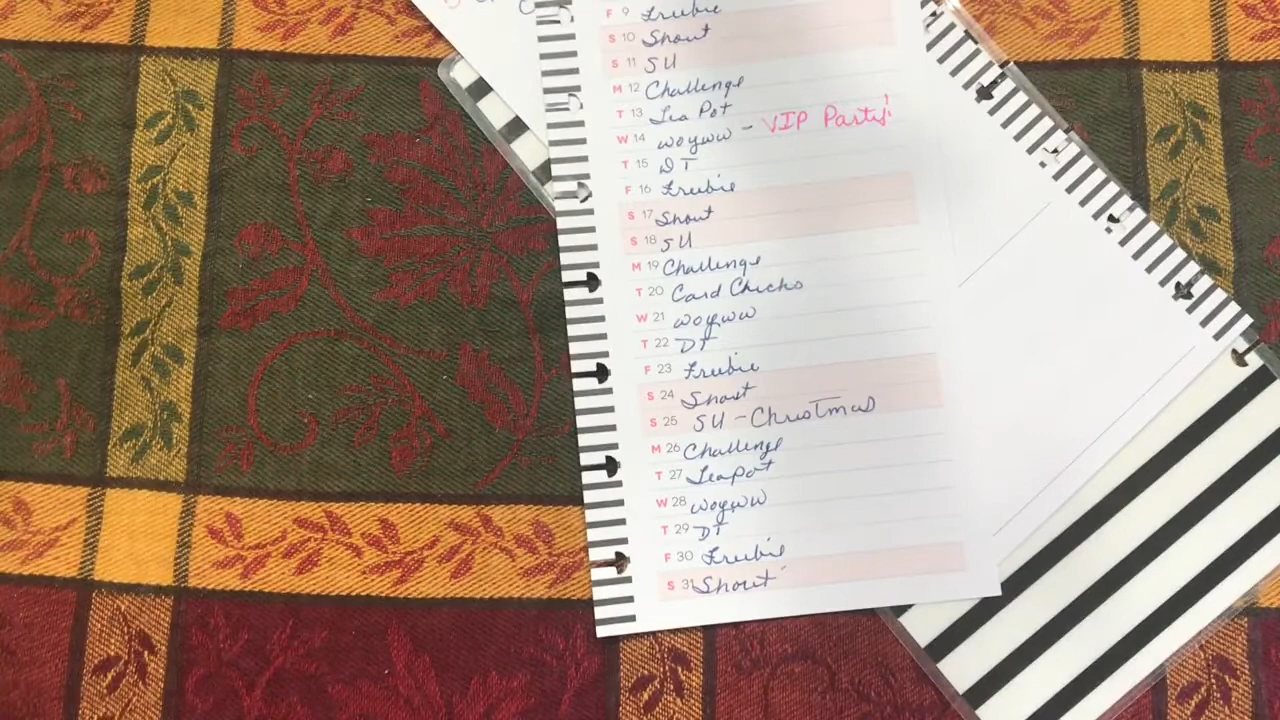 F 9 Freebie
S 10 Shout
S 11 SU
M 12 Challenge
T 13 Tea Pot
W 14 woyww - VIP Party!
T 15 DT
F 16 Freebie
S 17 Shout
S 18 SU
M 19 Challenge
T 20 Card Chicks
W 21 woyww
T 22 DT
F 23 Freebie
S 24 Shout
S 25 SU - Christmas
M 26 Challenge
T 27 Teapot
W 28 woyww
T 29 DT
F 30 Freebie
S 31 Shout